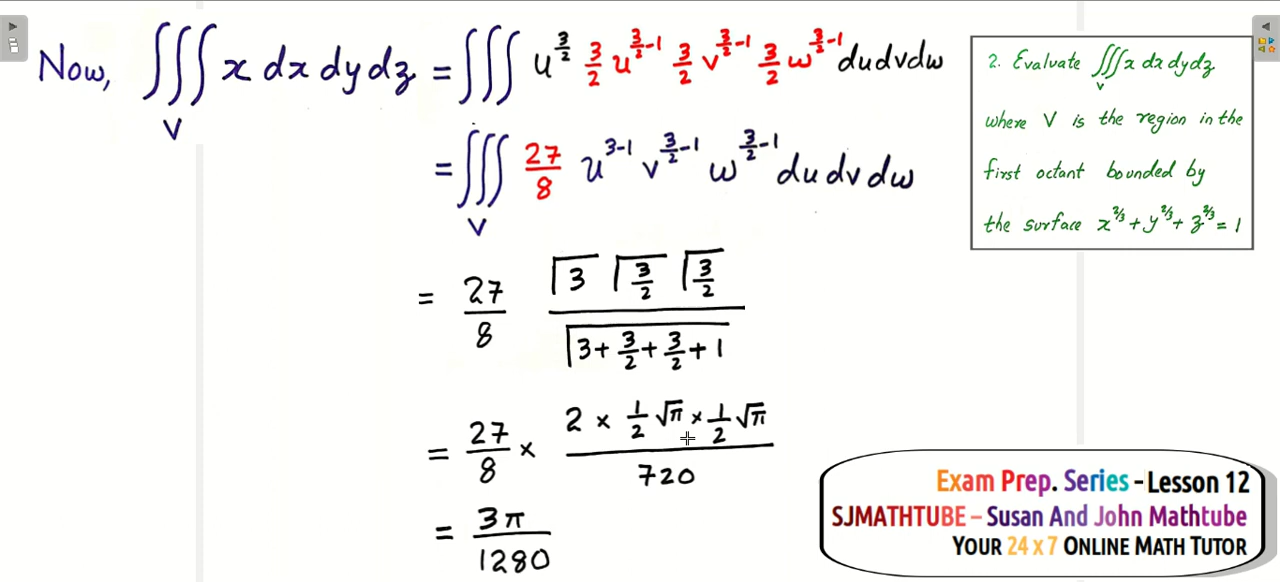 Now, ∭_V x dx dy dz = ∭ u^{3/2} 3/2 u^{3/2-1} 3/2 v^{3/2-1} 3/2 w^{3/2-1} du dv dw
= ∭_V 27/8 u^{3-1} v^{3/2-1} w^{3/2-1} du dv dw
= 27/8 (Γ3 Γ(3/2) Γ(3/2)) / Γ(3 + 3/2 + 3/2 + 1)
= 27/8 × (2 × 1/2 √π × 1/2 √π) / 720
= 3π / 1280
2. Evaluate ∭_V x dx dy dz
where V is the region in the
first octant bounded by
the surface x^{2/3} + y^{2/3} + z^{2/3} = 1
Exam Prep. Series - Lesson 12
SJMATHTUBE – Susan And John Mathtube
YOUR 24 x 7 ONLINE MATH TUTOR